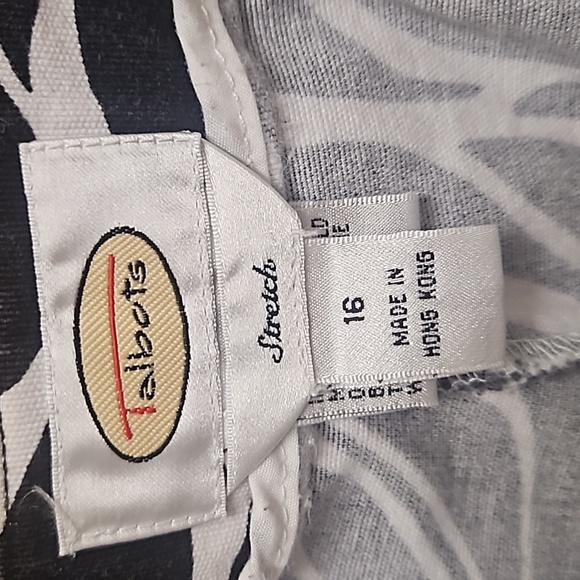 Talbots
Stretch
16
MADE IN
HONG KONG